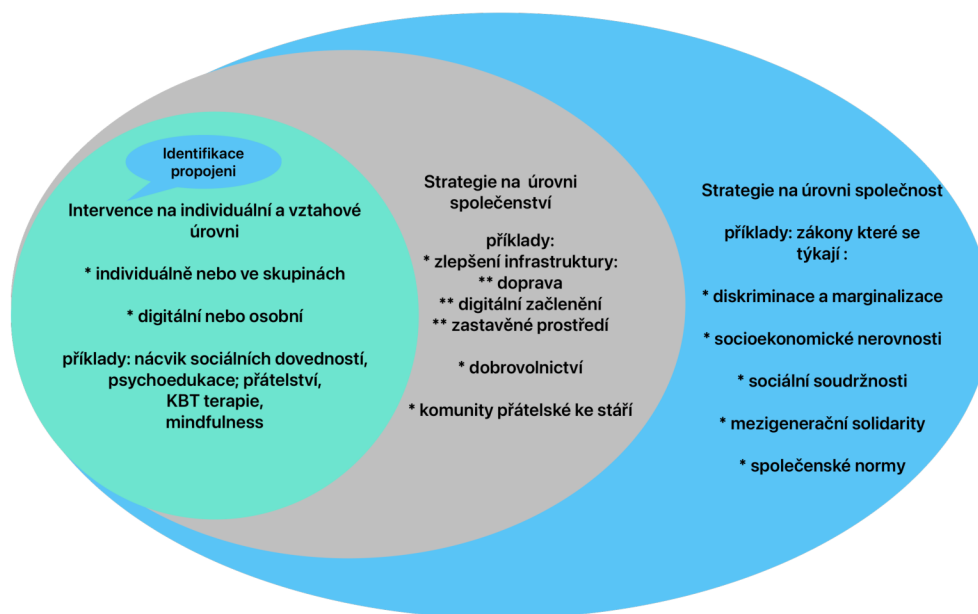 Identifikace
propojeni
Intervence na individuální a vztahové
úrovni
* individuálně nebo ve skupinách
* digitální nebo osobní
příklady: nácvik sociálních dovedností,
psychoedukace; přátelství,
KBT terapie,
mindfulness
Strategie na úrovni
společenství
příklady:
* zlepšení infrastruktury:
** doprava
** digitální začlenění
** zastavěné prostředí
* dobrovolnictví
* komunity přátelské ke stáří
Strategie na úrovni společnost
příklady: zákony které se
týkají :
* diskriminace a marginalizace
* socioekonomické nerovnosti
* sociální soudržnosti
* mezigenerační solidarity
* společenské normy